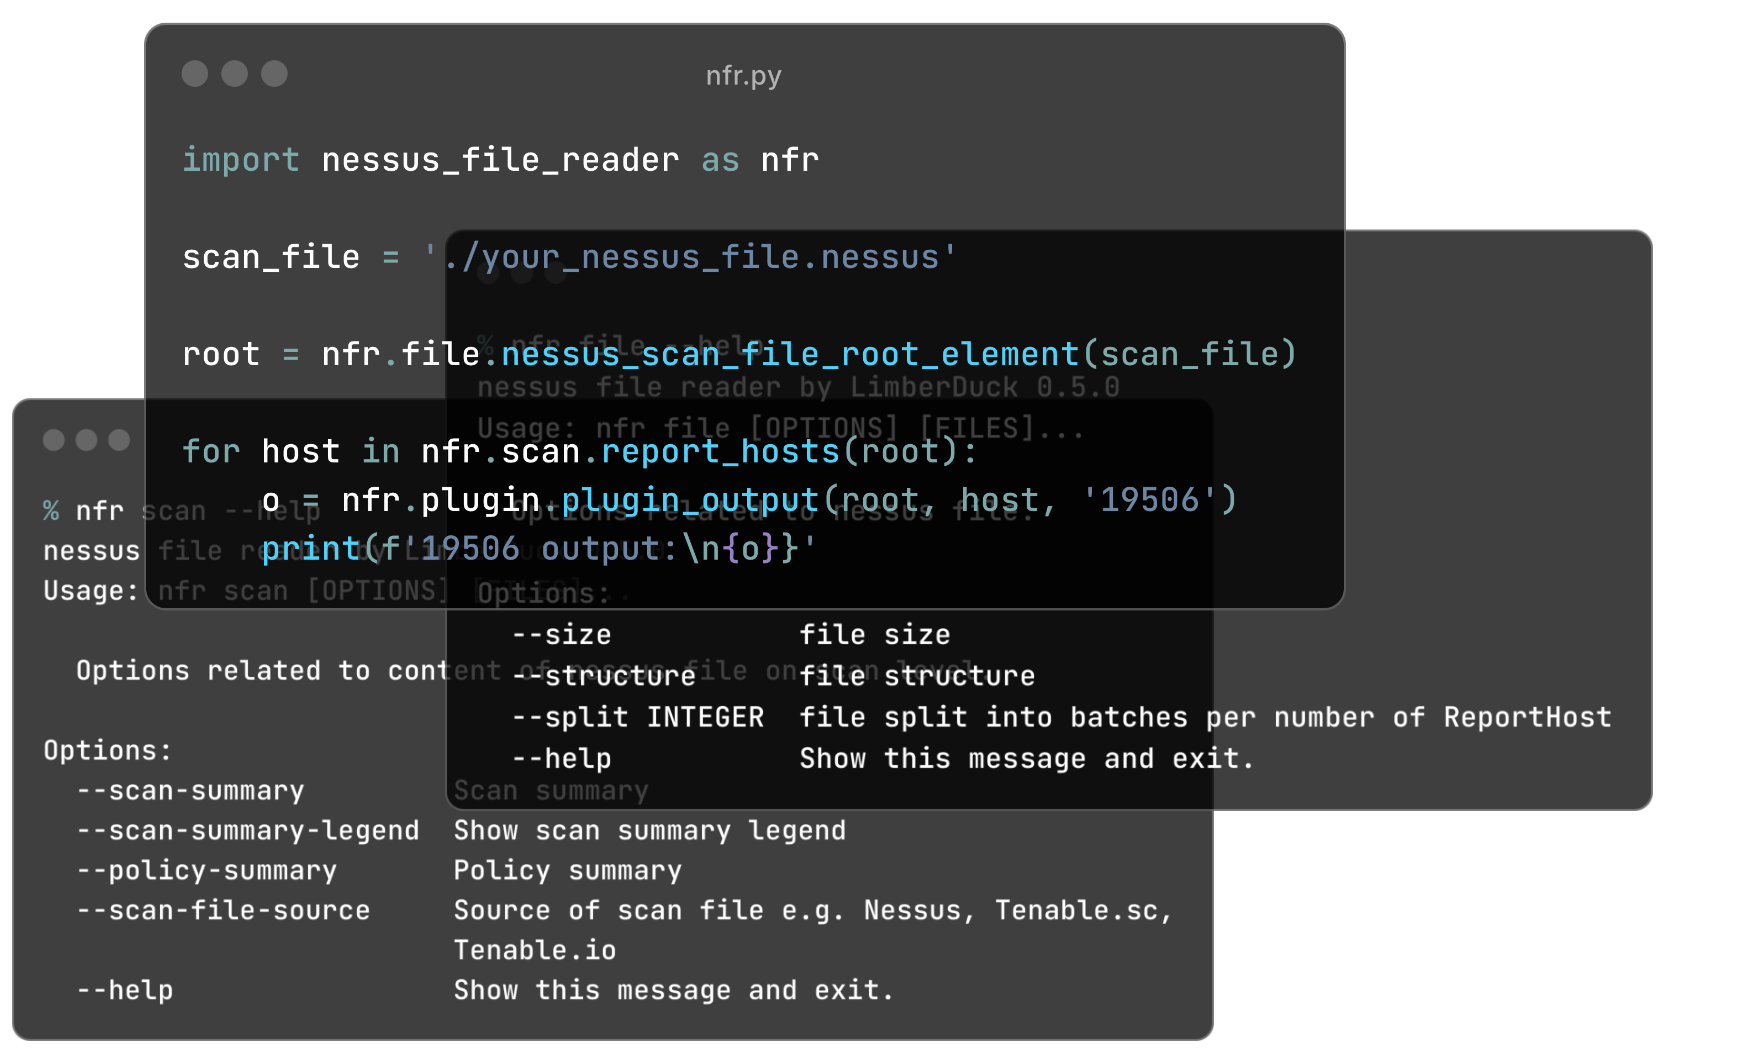 nfr.py
import nessus_file_reader as nfr
scan_file = './your_nessus_file.nessus'
root = nfr.file.nessus_scan_file_root_element(scan_file)
for host in nfr.scan.report_hosts(root):
o = nfr.plugin.plugin_output(root, host, '19506')
print(f'19506 output:\n{o}}'
% nfr file --help
nessus file reader by LimberDuck 0.5.0
Usage: nfr file [OPTIONS] [FILES]...
Options related to nessus file.
Options:
--size file size
--structure file structure
--split INTEGER file split into batches per number of ReportHost
--help Show this message and exit.
% nfr scan --help
nessus file reader by
Usage: nfr scan [OPTIONS] [FILES]...
Options related to content of nessus file on scan level.
Options:
--scan-summary Scan summary
--scan-summary-legend Show scan summary legend
--policy-summary Policy summary
--scan-file-source Source of scan file e.g. Nessus, Tenable.sc,
Tenable.io
--help Show this message and exit.